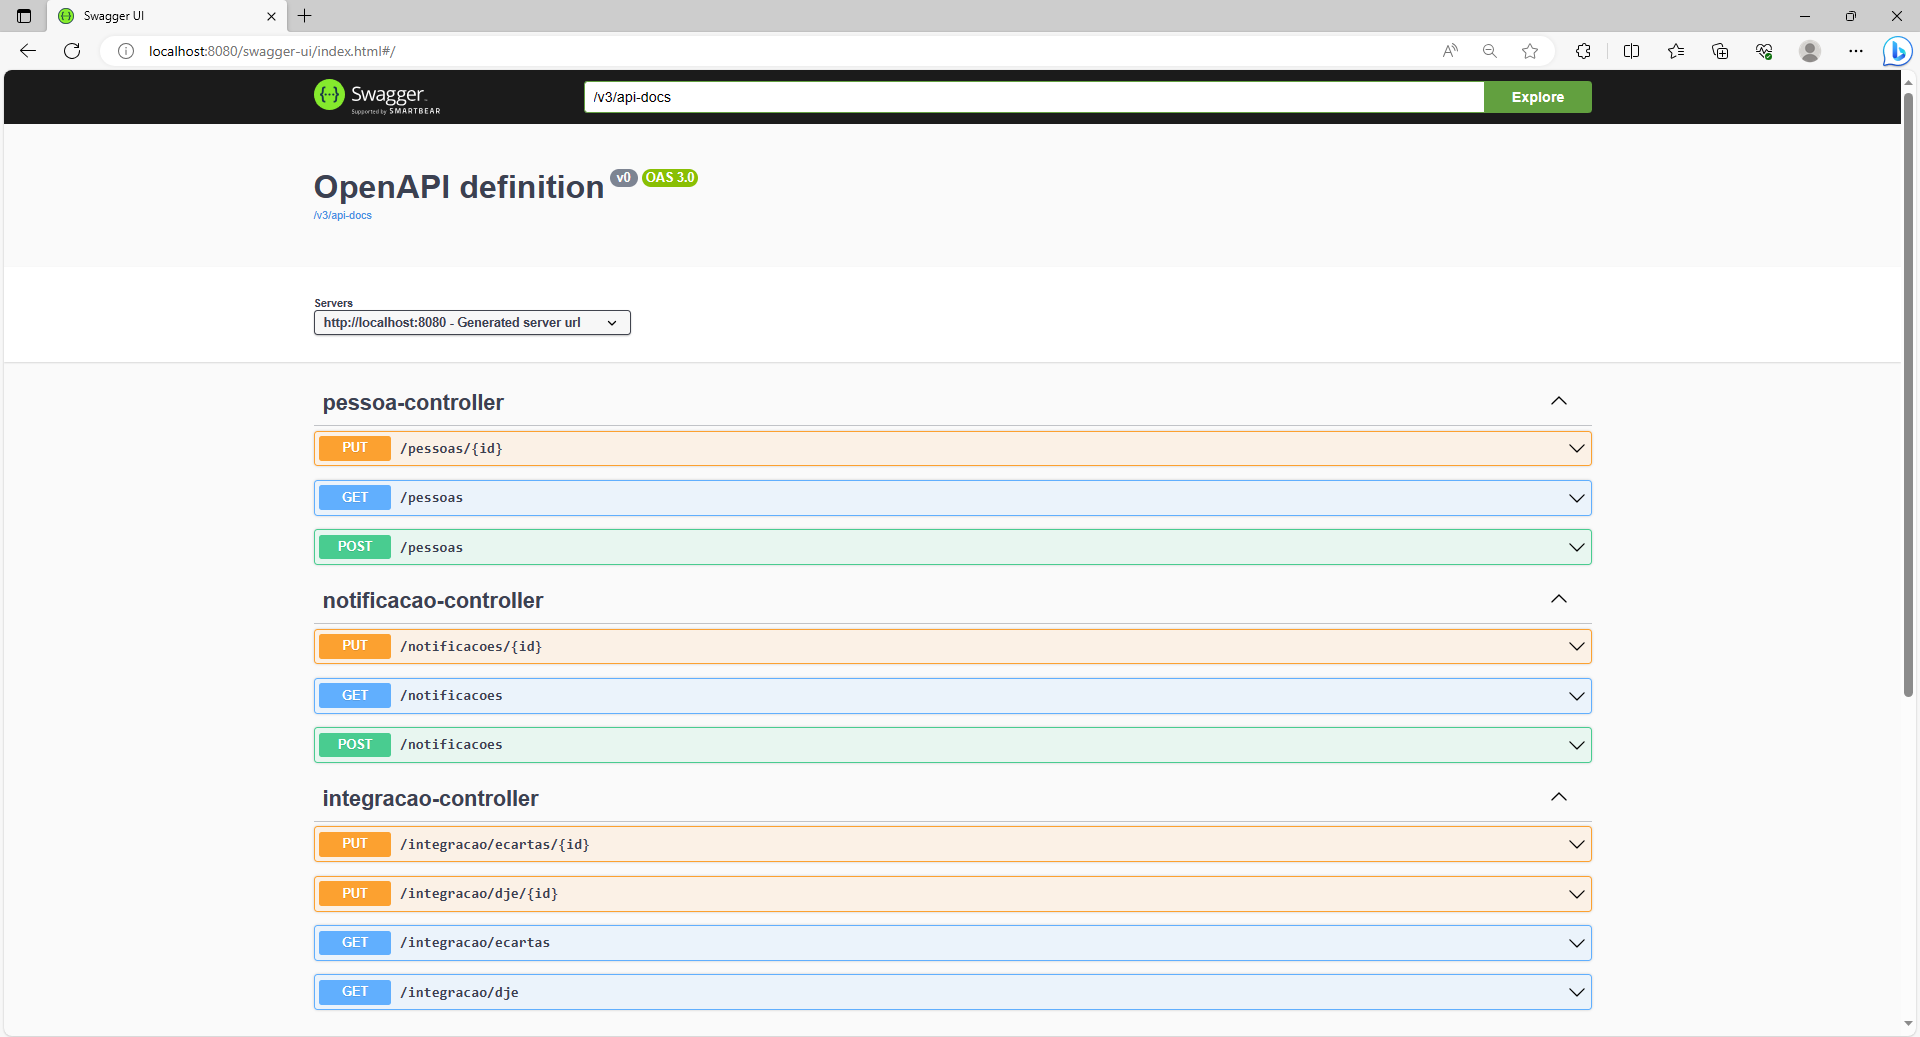 Swagger UI
localhost:8080/swagger-ui/index.html#/
Swagger
Supported by SMARTBEAR
/v3/api-docs
Explore
OpenAPI definition v0 OAS 3.0
/v3/api-docs
Servers
http://localhost:8080 - Generated server url
pessoa-controller
PUT /pessoas/{id}
GET /pessoas
POST /pessoas
notificacao-controller
PUT /notificacoes/{id}
GET /notificacoes
POST /notificacoes
integracao-controller
PUT /integracao/ecartas/{id}
PUT /integracao/dje/{id}
GET /integracao/ecartas
GET /integracao/dje